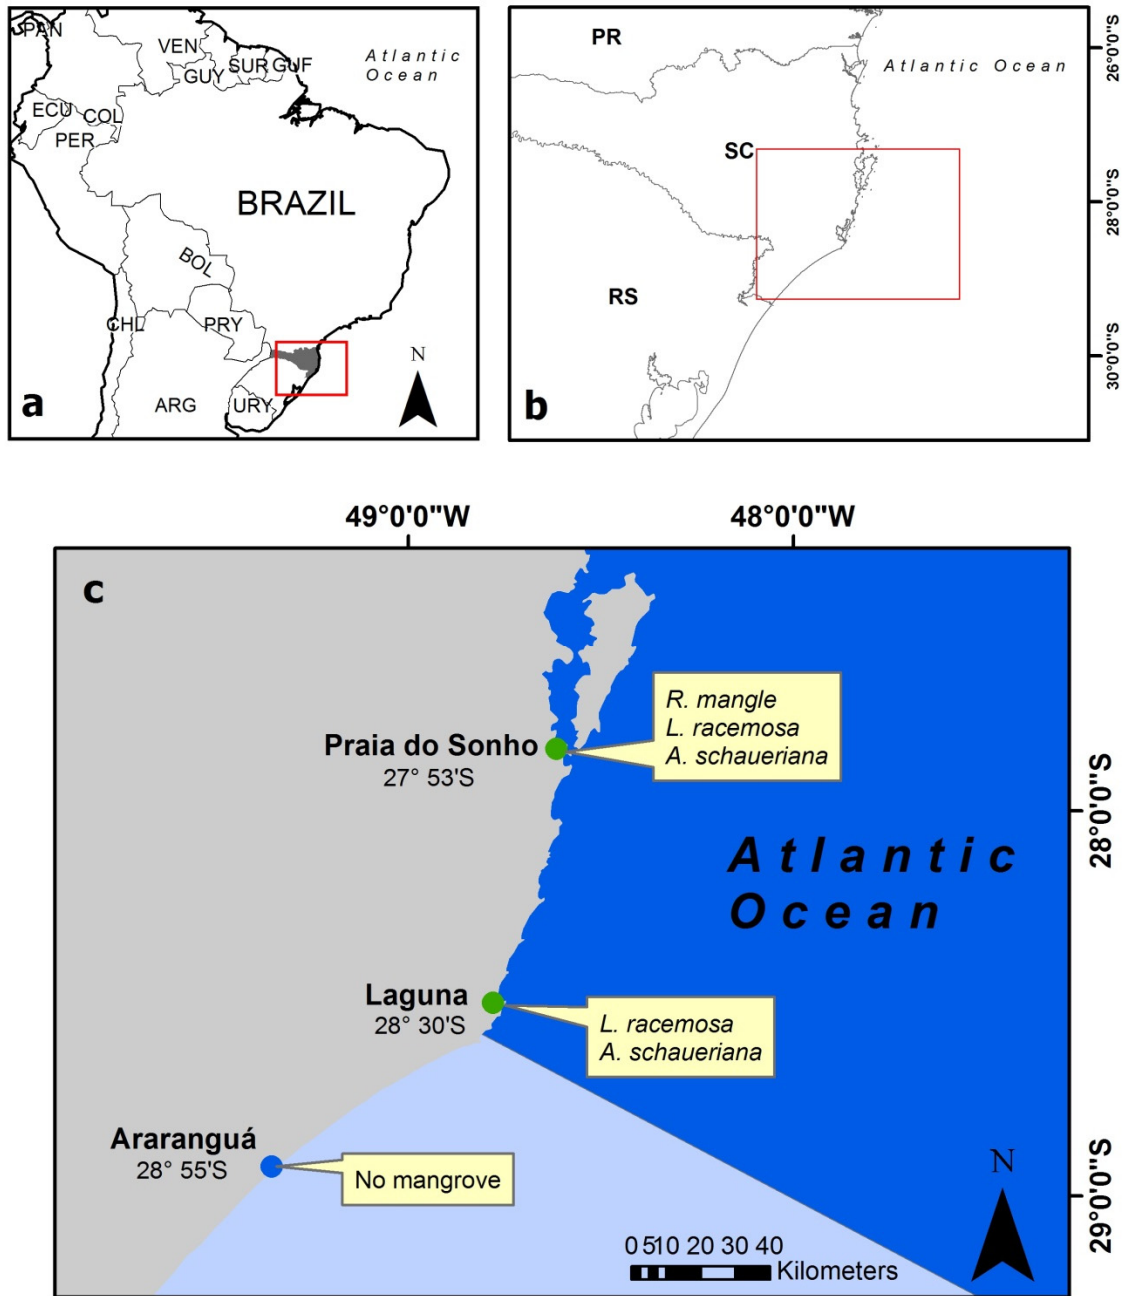 PAN
VEN
GUY
SUR
GUF
Atlantic
Ocean
ECU
COL
PER
BRAZIL
BOL
CHL
PRY
ARG
URY
N
a
PR
Atlantic Ocean
SC
RS
b
26°0'0"S
28°0'0"S
30°0'0"S
49°0'0"W
48°0'0"W
c
R. mangle
L. racemosa
A. schaueriana
Praia do Sonho
27° 53'S
28°0'0"S
Atlantic
Ocean
Laguna
28° 30'S
L. racemosa
A. schaueriana
Araranguá
28° 55'S
No mangrove
N
29°0'0"S
0 510 20 30 40
Kilometers